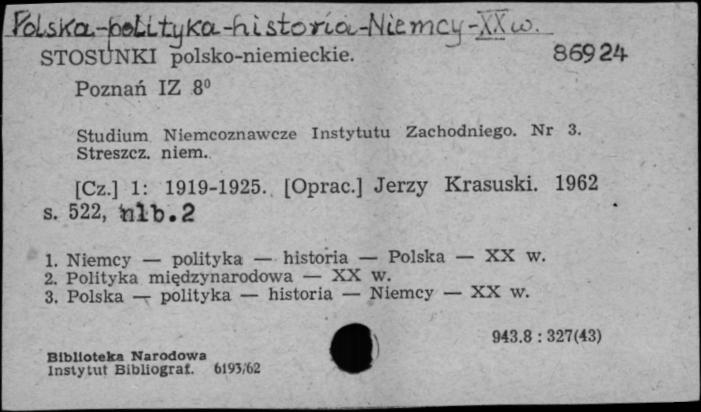 Polska-polityka-historia-Niemcy-XX w.
STOSUNKI polsko-niemieckie. 86924
Poznań IZ 8⁰
Studium Niemcoznawcze Instytutu Zachodniego. Nr 3.
Streszcz. niem.
[Cz.] 1: 1919-1925. [Oprac.] Jerzy Krasuski. 1962
s. 522, nlb.2
1. Niemcy — polityka — historia — Polska — XX w.
2. Polityka międzynarodowa — XX w.
3. Polska — polityka — historia — Niemcy — XX w.
943.8 : 327(43)
Biblioteka Narodowa
Instytut Bibliograf. 6193/62